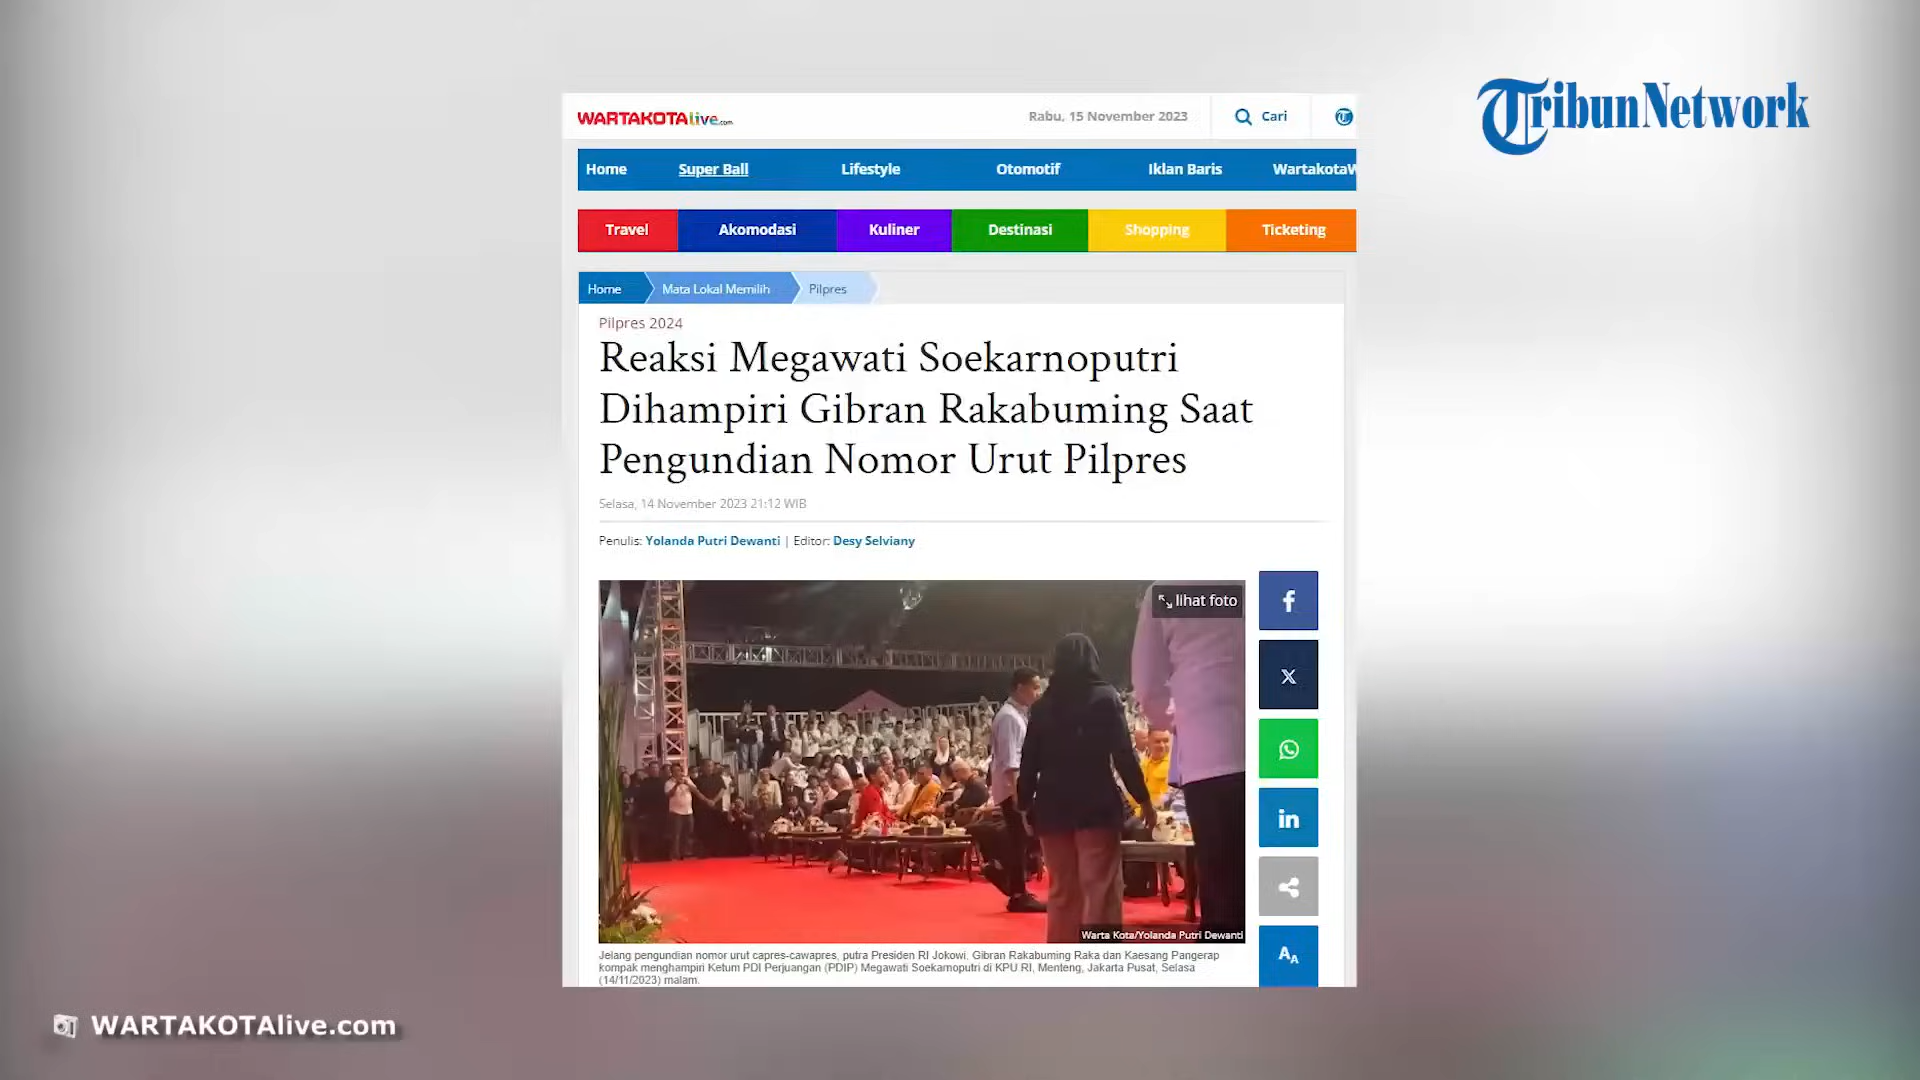 TribunNetwork
WARTAKOTAlive.com
Rabu, 15 November 2023
Cari
Home
Super Ball
Lifestyle
Otomotif
Iklan Baris
WartakotaW
Travel
Akomodasi
Kuliner
Destinasi
Shopping
Ticketing
Home
Mata Lokal Memilih
Pilpres
Pilpres 2024
Reaksi Megawati Soekarnoputri
Dihampiri Gibran Rakabuming Saat
Pengundian Nomor Urut Pilpres
Selasa, 14 November 2023 21:12 WIB
Penulis: Yolanda Putri Dewanti | Editor: Desy Selviany
lihat foto
Warta Kota/Yolanda Putri Dewanti
Jelang pengundian nomor urut capres-cawapres, putra Presiden RI Jokowi, Gibran Rakabuming Raka dan Kaesang Pangerap
kompak menghampiri Ketum PDI Perjuangan (PDIP) Megawati Soekarnoputri di KPU RI, Menteng, Jakarta Pusat, Selasa
(14/11/2023) malam.
WARTAKOTAlive.com